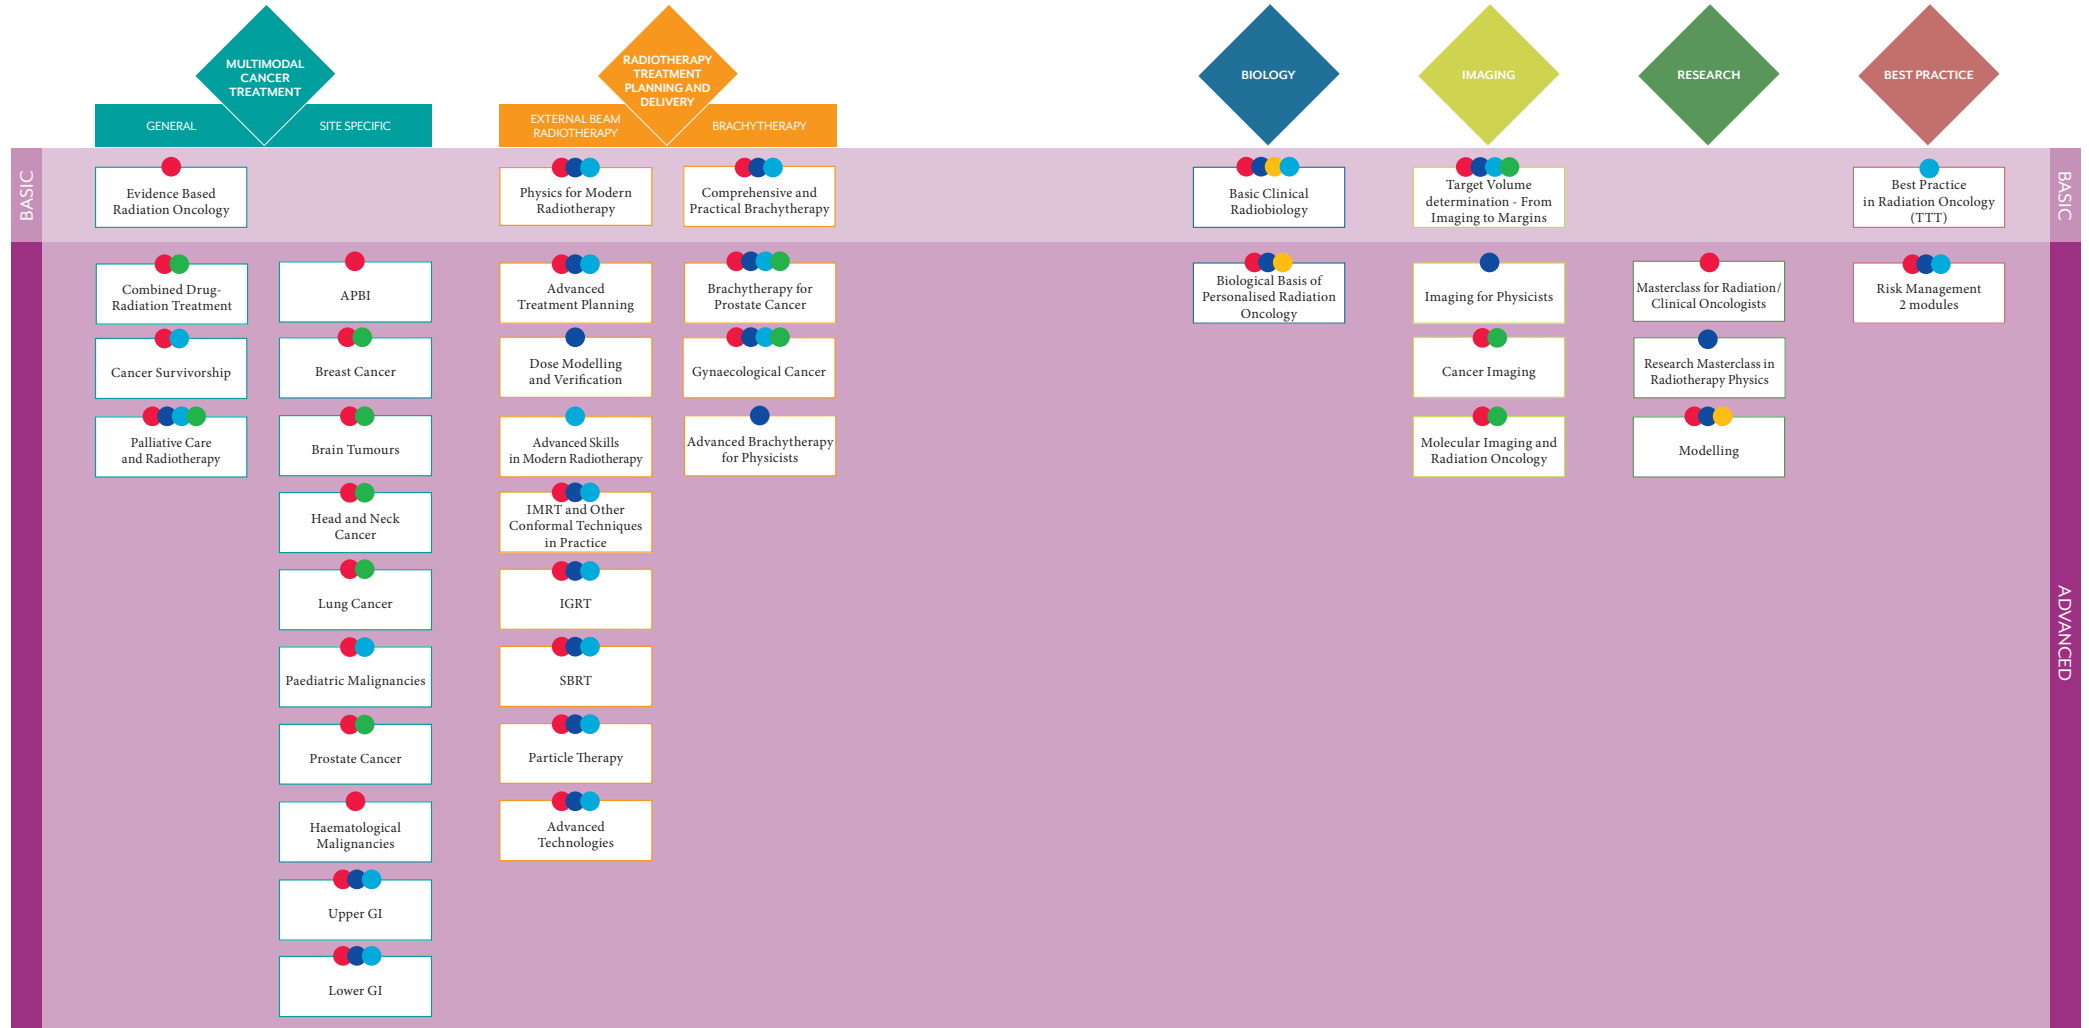 MULTIMODAL
CANCER
TREATMENT
GENERAL
SITE SPECIFIC
RADIOTHERAPY
TREATMENT
PLANNING AND
DELIVERY
EXTERNAL BEAM
RADIOTHERAPY
BRACHYTHERAPY
BIOLOGY
IMAGING
RESEARCH
BEST PRACTICE
BASIC
Evidence Based
Radiation Oncology
Physics for Modern
Radiotherapy
Comprehensive and
Practical Brachytherapy
Basic Clinical
Radiobiology
Target Volume
determination - From
Imaging to Margins
Best Practice
in Radiation Oncology
(TTT)
BASIC
Combined Drug-
Radiation Treatment
Cancer Survivorship
Palliative Care
and Radiotherapy
APBI
Breast Cancer
Brain Tumours
Head and Neck
Cancer
Lung Cancer
Paediatric Malignancies
Prostate Cancer
Haematological
Malignancies
Upper GI
Lower GI
Advanced
Treatment Planning
Dose Modelling
and Verification
Advanced Skills
in Modern Radiotherapy
IMRT and Other
Conformal Techniques
in Practice
IGRT
SBRT
Particle Therapy
Advanced
Technologies
Brachytherapy for
Prostate Cancer
Gynaecological Cancer
Advanced Brachytherapy
for Physicists
Biological Basis of
Personalised Radiation
Oncology
Imaging for Physicists
Cancer Imaging
Molecular Imaging and
Radiation Oncology
Masterclass for Radiation/
Clinical Oncologists
Research Masterclass in
Radiotherapy Physics
Modelling
Risk Management
2 modules
ADVANCED